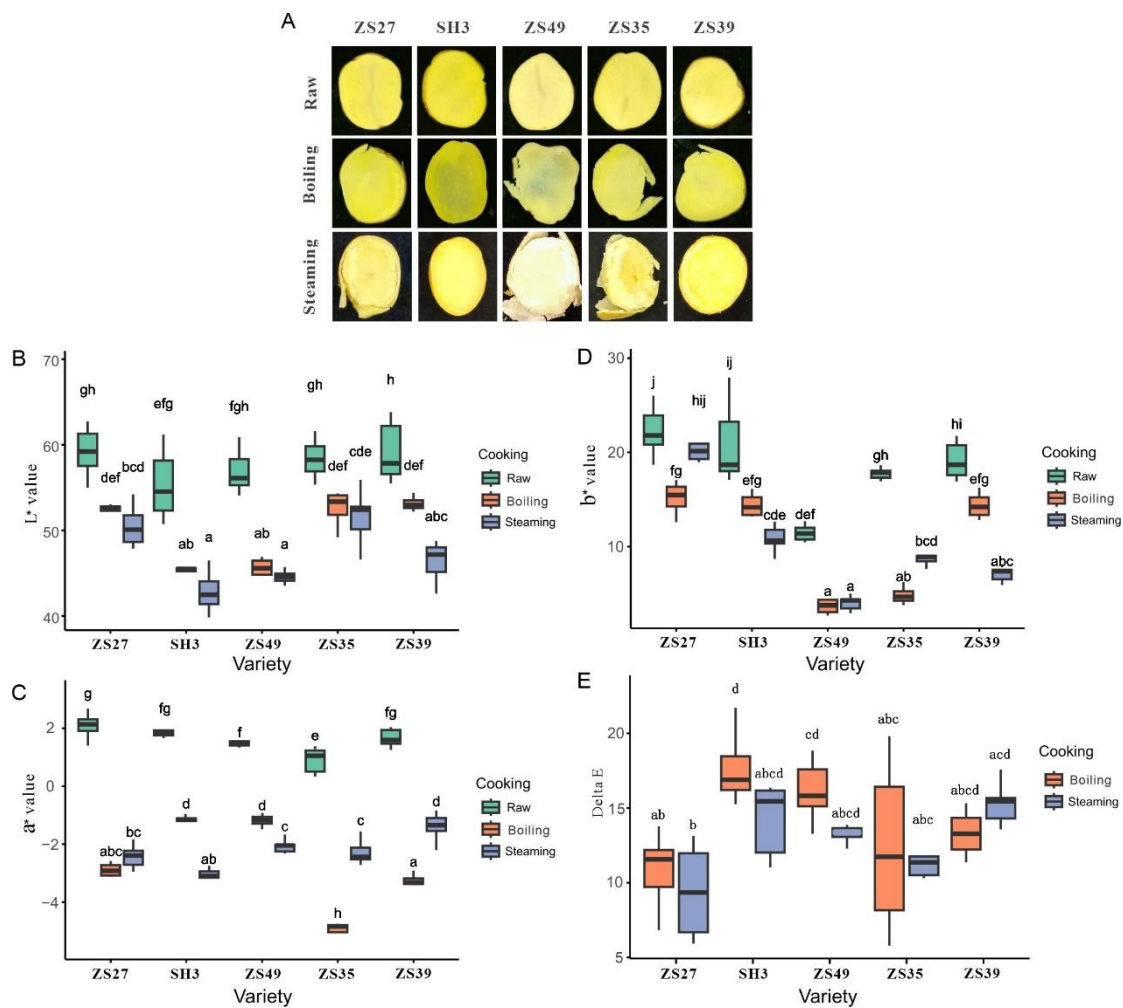 A
ZS27 SH3 ZS49 ZS35 ZS39
Raw
Boiling
Steaming
B
L* value
70
60
50
40
gh
def
bcd
efg
ab
a
fgh
ab
a
gh
def
cde
h
def
abc
ZS27 SH3 ZS49 ZS35 ZS39
Variety
Cooking
Raw
Boiling
Steaming
D
b* value
30
20
10
j
fg
hij
ij
efg
cde
def
a
a
gh
ab
bcd
hi
efg
abc
ZS27 SH3 ZS49 ZS35 ZS39
Variety
Cooking
Raw
Boiling
Steaming
C
a* value
2
0
−2
−4
g
abc
bc
fg
d
ab
f
d
c
e
h
c
fg
a
d
ZS27 SH3 ZS49 ZS35 ZS39
Variety
Cooking
Raw
Boiling
Steaming
E
Delta E
20
15
10
5
ab
b
d
abcd
cd
abcd
abc
abc
abcd
acd
ZS27 SH3 ZS49 ZS35 ZS39
Variety
Cooking
Boiling
Steaming